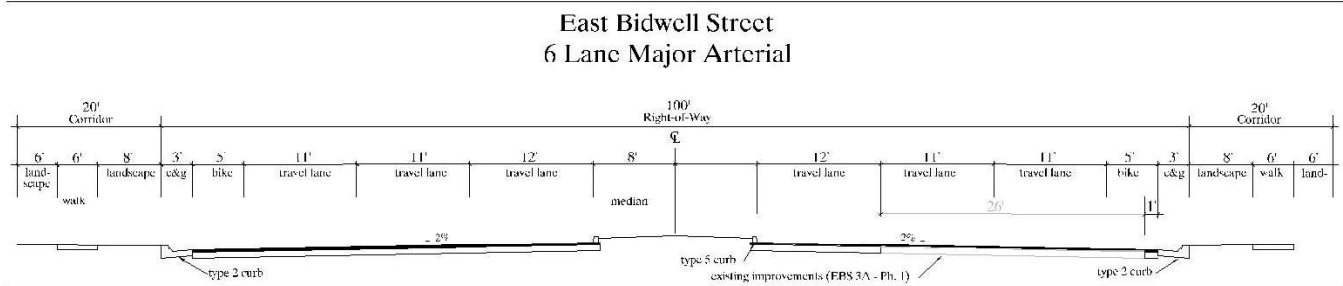 East Bidwell Street
6 Lane Major Arterial
20'
Corridor
100'
Right-of-Way
20'
Corridor
℄
6' 6' 8' 3' 5' 11' 11' 12' 8' 12' 11' 11' 5' 3' 8' 6' 6'
land- landscape c&g bike travel lane travel lane travel lane travel lane travel lane travel lane bike c&g landscape walk land-
scape
walk
median
26' 1'
2% 2%
type 2 curb
type 5 curb
existing improvements (EBS 3A - Ph. 1)
type 2 curb